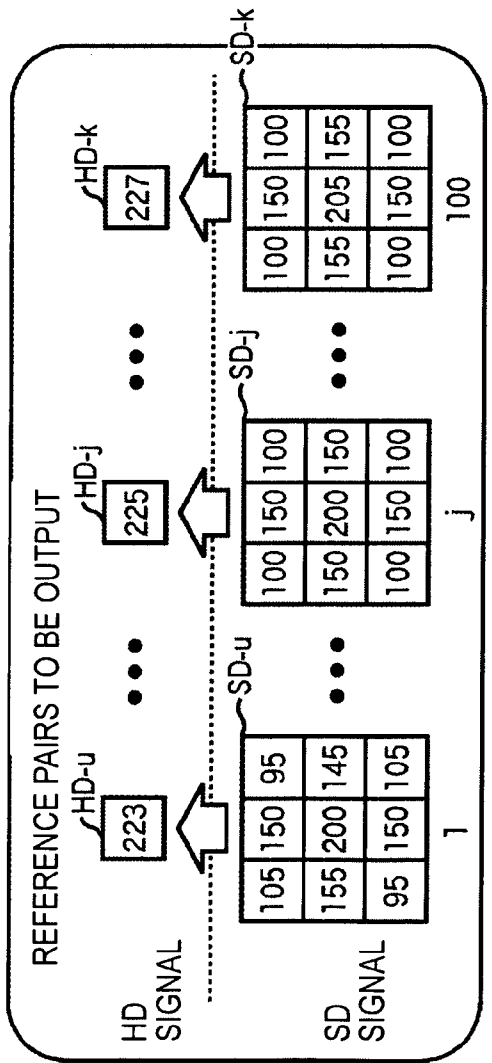 REFERENCE PAIRS TO BE OUTPUT
HD SIGNAL
HD-u
223
HD-j
225
HD-k
227
SD SIGNAL
SD-u
105 150 95
155 200 145
95 150 105
1
SD-j
100 150 100
150 200 150
100 150 100
j
SD-k
100 150 100
155 205 155
100 150 100
100